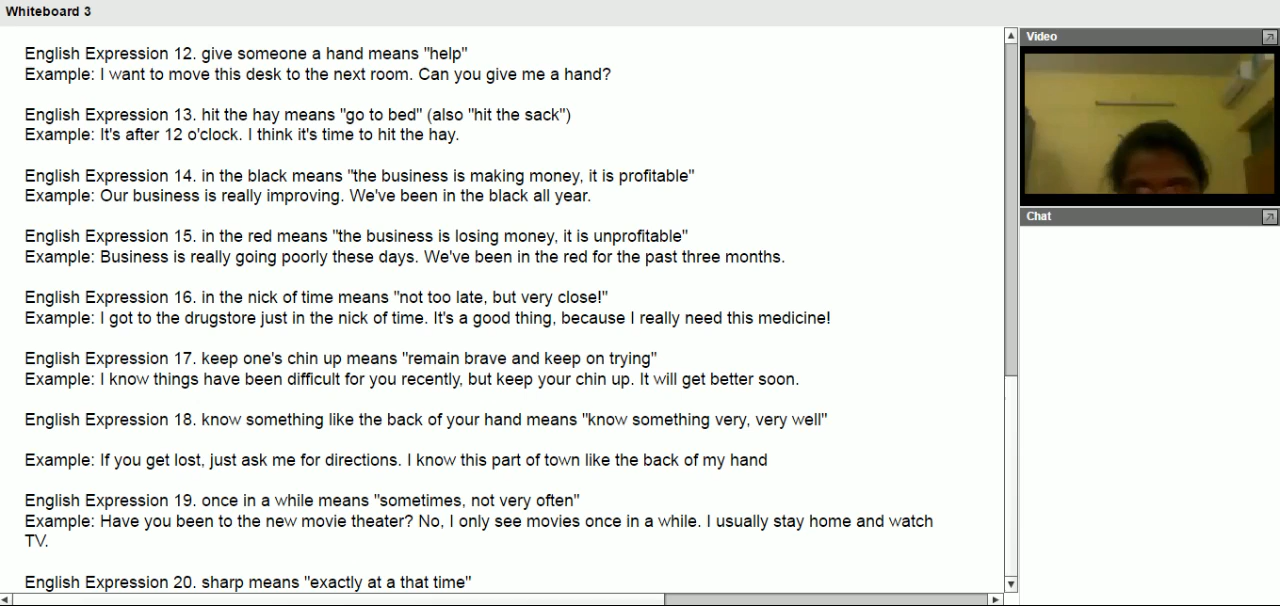 Whiteboard 3
English Expression 12. give someone a hand means "help"
Example: I want to move this desk to the next room. Can you give me a hand?
English Expression 13. hit the hay means "go to bed" (also "hit the sack")
Example: It's after 12 o'clock. I think it's time to hit the hay.
English Expression 14. in the black means "the business is making money, it is profitable"
Example: Our business is really improving. We've been in the black all year.
English Expression 15. in the red means "the business is losing money, it is unprofitable"
Example: Business is really going poorly these days. We've been in the red for the past three months.
English Expression 16. in the nick of time means "not too late, but very close!"
Example: I got to the drugstore just in the nick of time. It's a good thing, because I really need this medicine!
English Expression 17. keep one's chin up means "remain brave and keep on trying"
Example: I know things have been difficult for you recently, but keep your chin up. It will get better soon.
English Expression 18. know something like the back of your hand means "know something very, very well"
Example: If you get lost, just ask me for directions. I know this part of town like the back of my hand
English Expression 19. once in a while means "sometimes, not very often"
Example: Have you been to the new movie theater? No, I only see movies once in a while. I usually stay home and watch
TV.
English Expression 20. sharp means "exactly at a that time"
Video
Chat